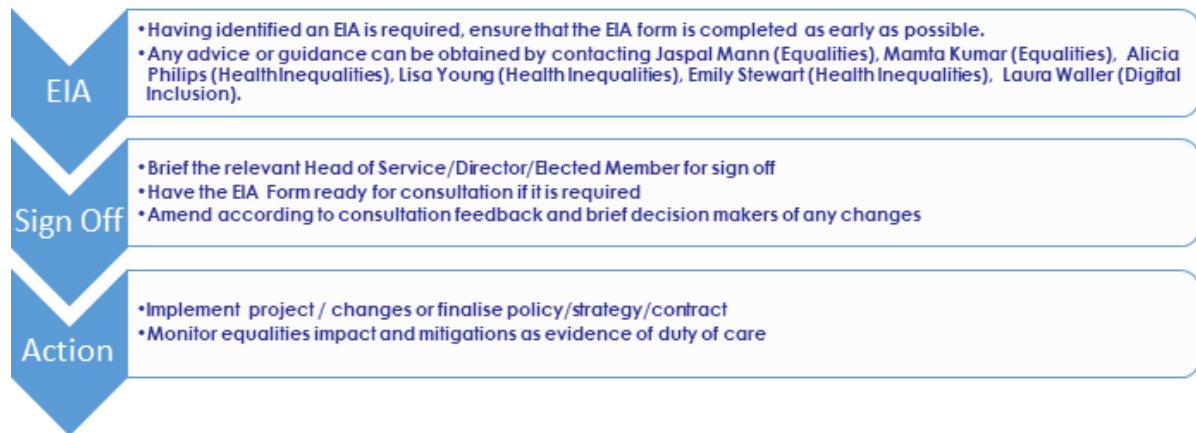 EIA
•Having identified an EIA is required, ensure that the EIA form is completed as early as possible.
•Any advice or guidance can be obtained by contacting Jaspal Mann (Equalities), Mamta Kumar (Equalities), Alicia
Philips (Health Inequalities), Lisa Young (Health Inequalities), Emily Stewart (Health Inequalities), Laura Waller (Digital
Inclusion).
Sign Off
•Brief the relevant Head of Service/Director/Elected Member for sign off
•Have the EIA Form ready for consultation if it is required
•Amend according to consultation feedback and brief decision makers of any changes
Action
•Implement project / changes or finalise policy/strategy/contract
•Monitor equalities impact and mitigations as evidence of duty of care